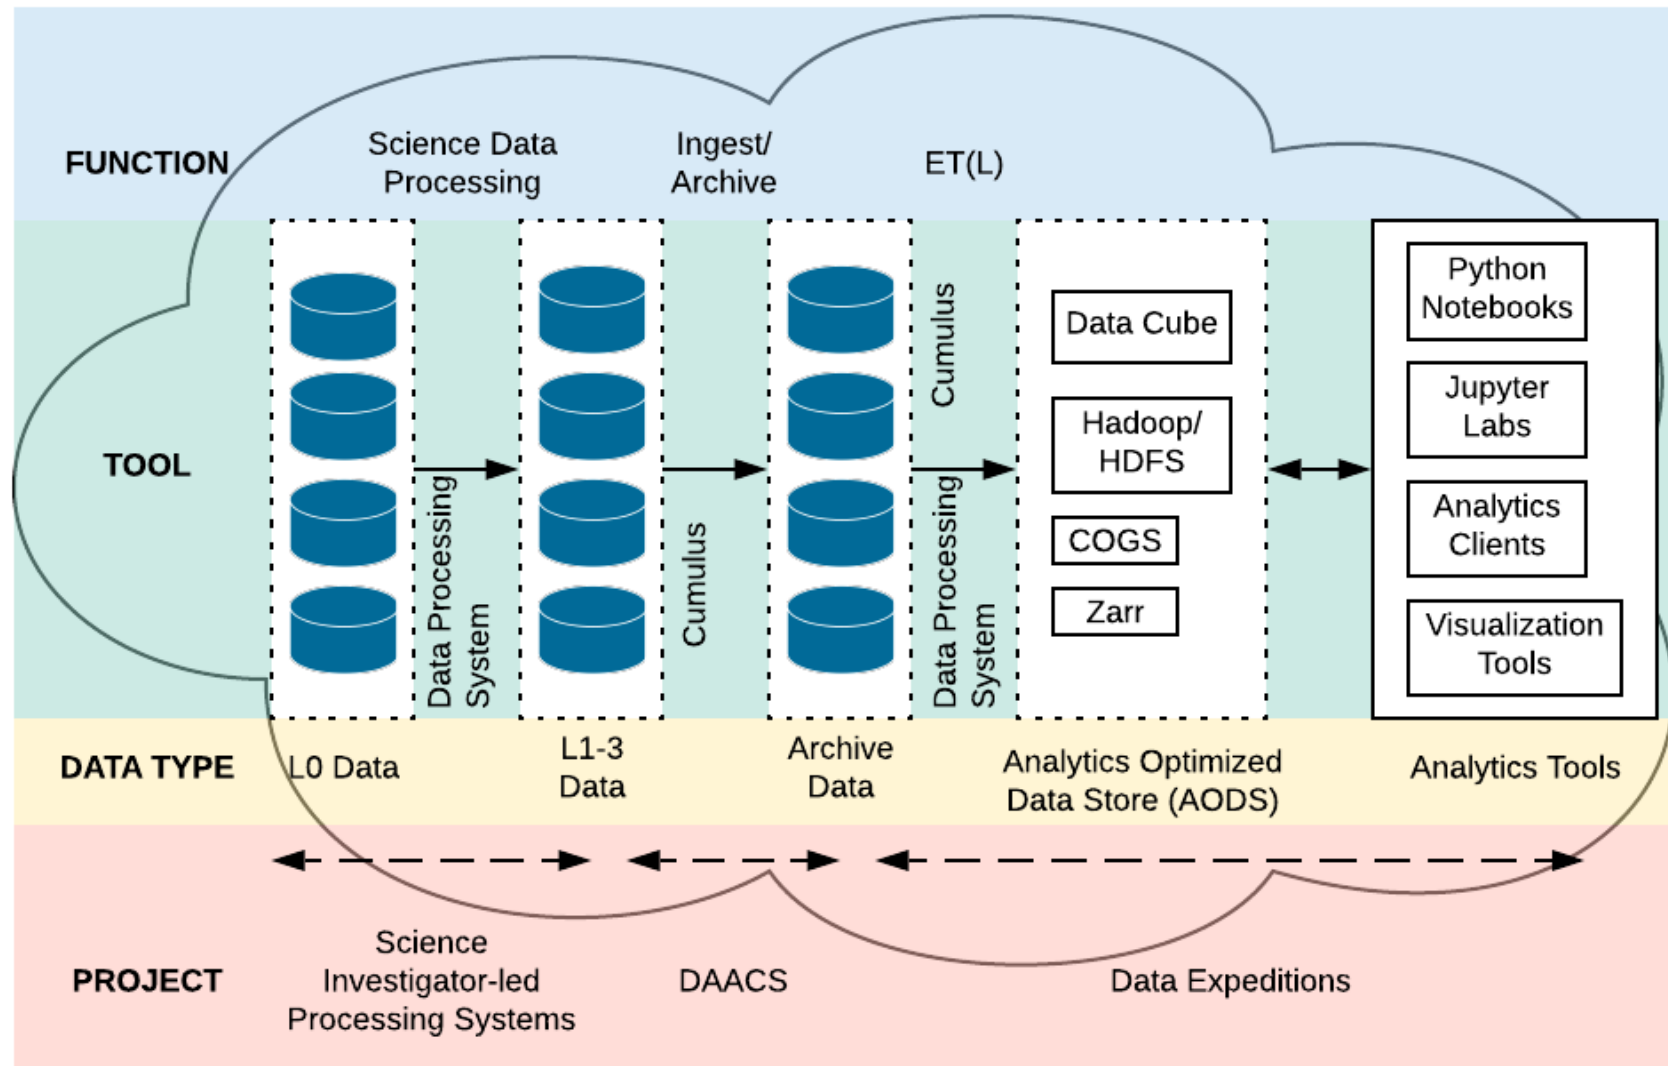 FUNCTION
Science Data
Processing
Ingest/
Archive
ET(L)
TOOL
Data Processing
System
Cumulus
Cumulus
Data Processing
System
Data Cube
Hadoop/
HDFS
COGS
Zarr
Python
Notebooks
Jupyter
Labs
Analytics
Clients
Visualization
Tools
DATA TYPE
L0 Data
L1-3
Data
Archive
Data
Analytics Optimized
Data Store (AODS)
Analytics Tools
PROJECT
Science
Investigator-led
Processing Systems
DAACS
Data Expeditions